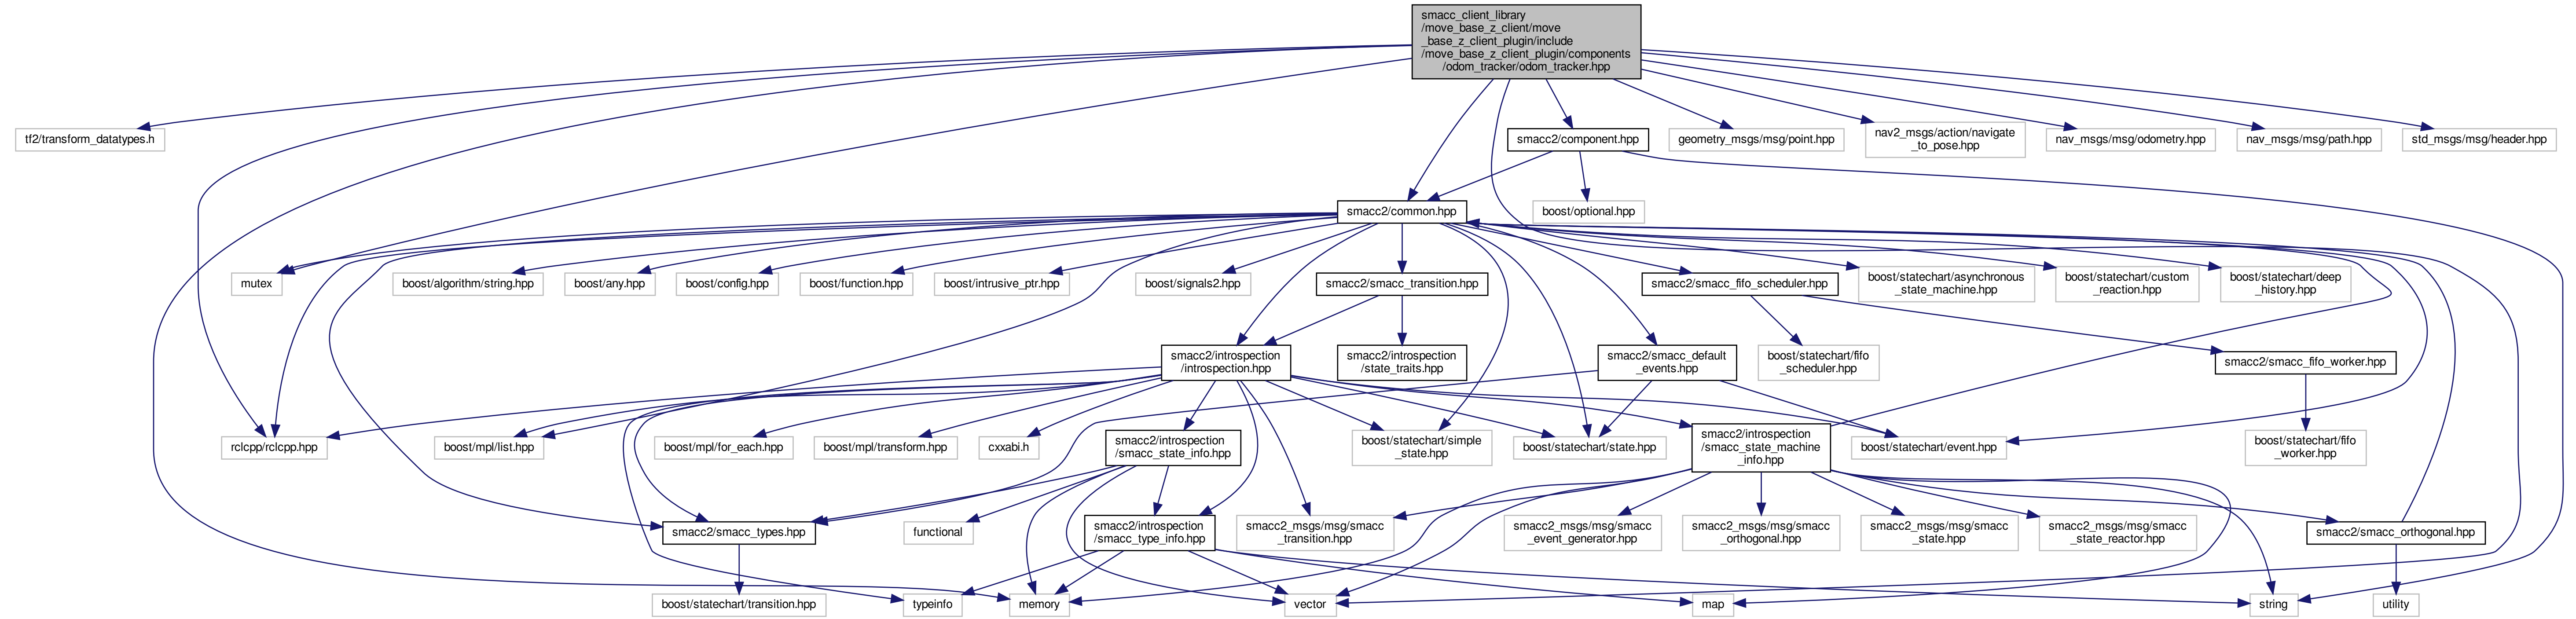 smacc_client_library
/move_base_z_client/move
_base_z_client_plugin/include
/move_base_z_client_plugin/components
/odom_tracker/odom_tracker.hpp
tf2/transform_datatypes.h
smacc2/component.hpp
geometry_msgs/msg/point.hpp
nav2_msgs/action/navigate
_to_pose.hpp
nav_msgs/msg/odometry.hpp
nav_msgs/msg/path.hpp
std_msgs/msg/header.hpp
smacc2/common.hpp
boost/optional.hpp
mutex
boost/algorithm/string.hpp
boost/any.hpp
boost/config.hpp
boost/function.hpp
boost/intrusive_ptr.hpp
boost/signals2.hpp
smacc2/smacc_transition.hpp
smacc2/smacc_fifo_scheduler.hpp
boost/statechart/asynchronous
_state_machine.hpp
boost/statechart/custom
_reaction.hpp
boost/statechart/deep
_history.hpp
smacc2/introspection
/introspection.hpp
smacc2/introspection
/state_traits.hpp
smacc2/smacc_default
_events.hpp
boost/statechart/fifo
_scheduler.hpp
smacc2/smacc_fifo_worker.hpp
rclcpp/rclcpp.hpp
boost/mpl/list.hpp
boost/mpl/for_each.hpp
boost/mpl/transform.hpp
cxxabi.h
smacc2/introspection
/smacc_state_info.hpp
boost/statechart/simple
_state.hpp
boost/statechart/state.hpp
smacc2/introspection
/smacc_state_machine
_info.hpp
boost/statechart/event.hpp
boost/statechart/fifo
_worker.hpp
smacc2/smacc_types.hpp
functional
smacc2/introspection
/smacc_type_info.hpp
smacc2_msgs/msg/smacc
_transition.hpp
smacc2_msgs/msg/smacc
_event_generator.hpp
smacc2_msgs/msg/smacc
_orthogonal.hpp
smacc2_msgs/msg/smacc
_state.hpp
smacc2_msgs/msg/smacc
_state_reactor.hpp
smacc2/smacc_orthogonal.hpp
boost/statechart/transition.hpp
typeinfo
memory
vector
map
string
utility